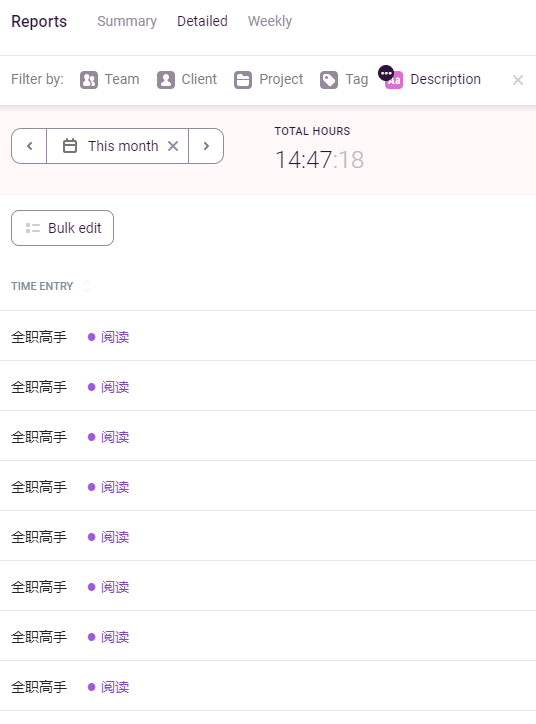 Reports Summary Detailed Weekly
Filter by: Team Client Project Tag Aa Description
TOTAL HOURS
This month
14:47:18
Bulk edit
TIME ENTRY
全职高手 阅读
全职高手 阅读
全职高手 阅读
全职高手 阅读
全职高手 阅读
全职高手 阅读
全职高手 阅读
全职高手 阅读